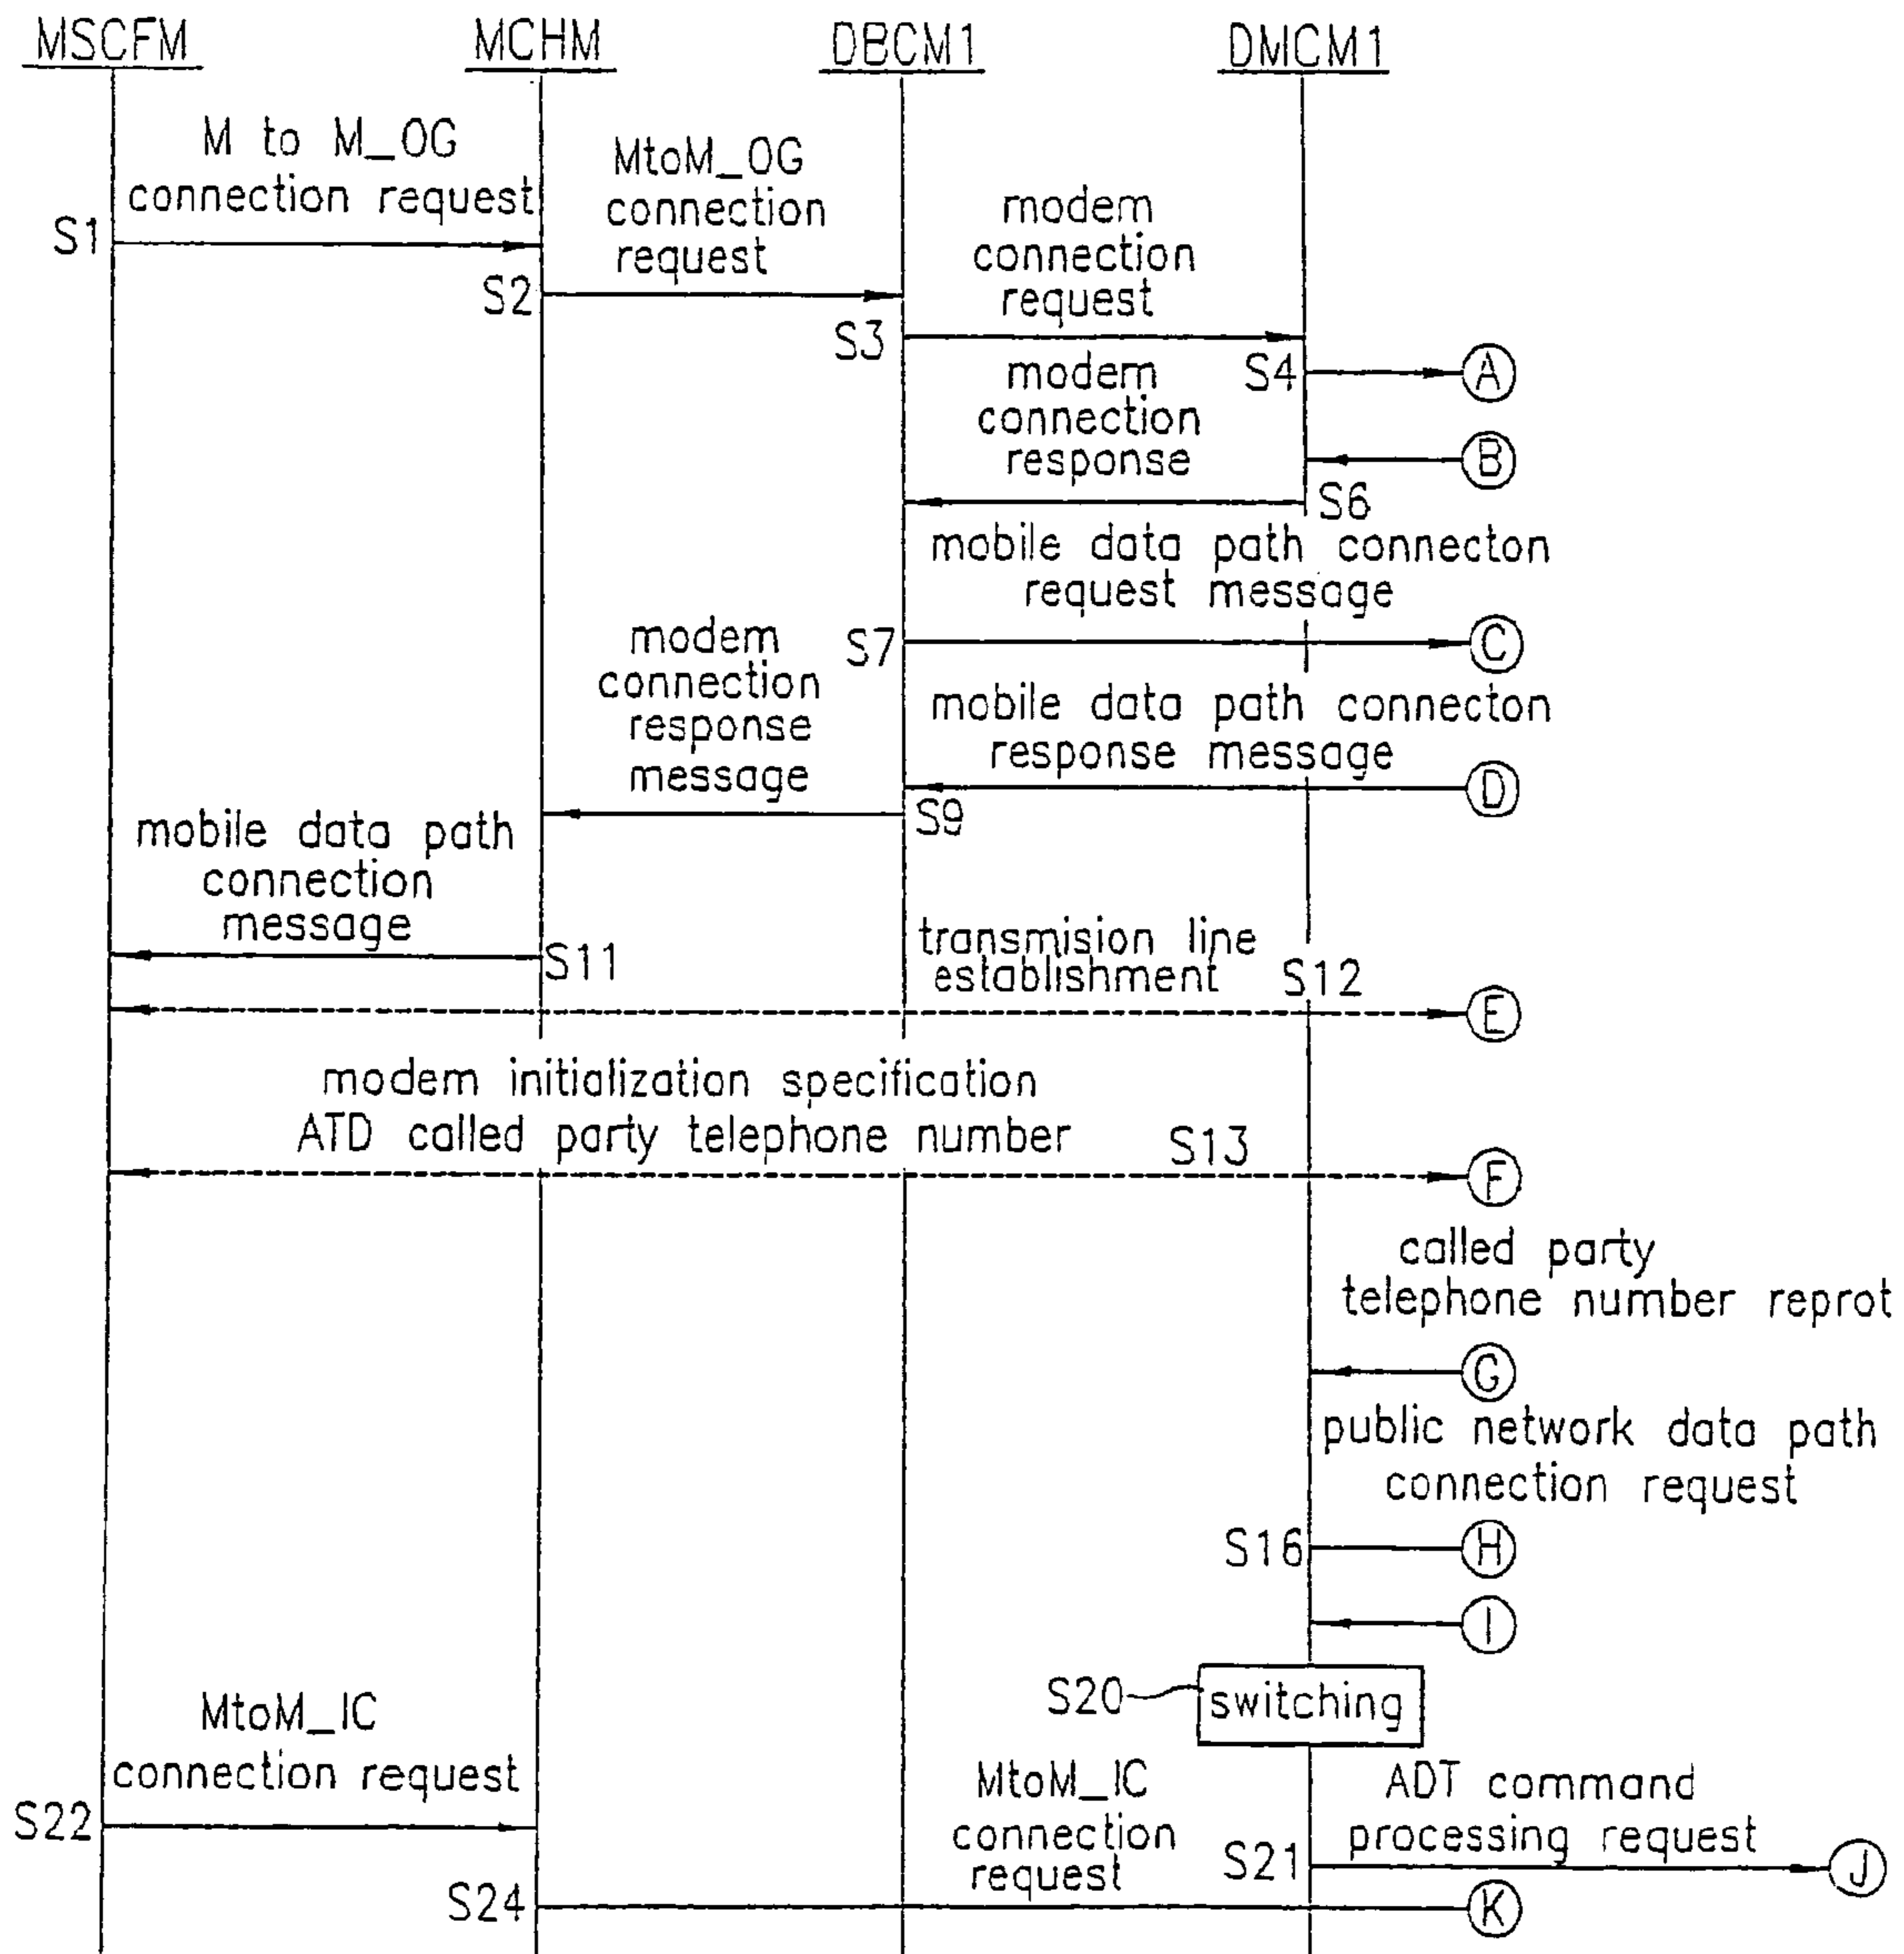 MSCFM
MCHM
DBCM1
DMCM1
M to M_OG
connection request
S1
MtoM_OG
connection
request
S2
modem
connection
request
S3
S4
A
modem
connection
response
B
S6
mobile data path connecton
request message
S7
C
modem
connection
response
message
mobile data path connecton
response message
D
S9
mobile data path
connection
message
S11
transmision line
establishment
S12
E
modem initialization specification
ATD called party telephone number
S13
F
called party
telephone number reprot
G
public network data path
connection request
S16
H
I
S20
switching
MtoM_IC
connection request
S22
MtoM_IC
connection
request
ADT command
processing request
S21
J
S24
K